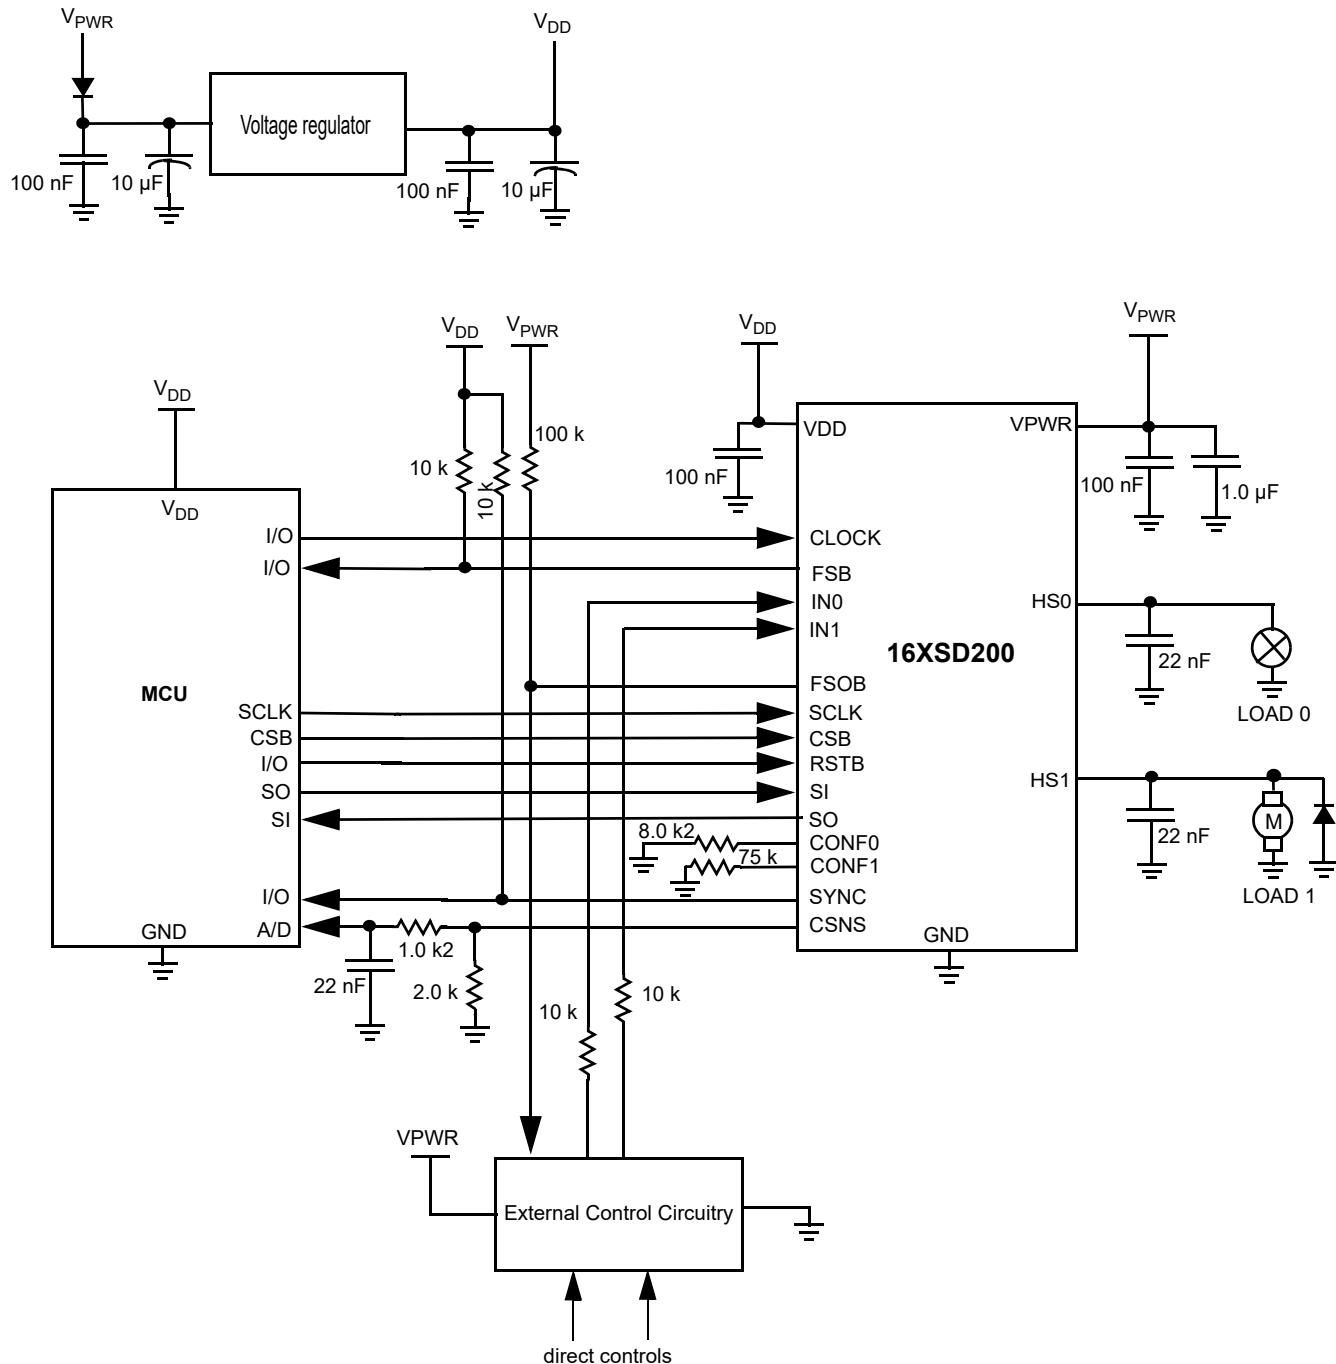 VPWR
VDD
Voltage regulator
100 nF
10 µF
100 nF
10 µF
VDD
VPWR
VDD
VPWR
VDD
10 k
10 k
100 k
VDD
VPWR
100 nF
100 nF
1.0 µF
VDD
I/O
CLOCK
I/O
FSB
IN0
HS0
IN1
16XSD200
22 nF
MCU
FSOB
SCLK
SCLK
LOAD 0
CSB
CSB
I/O
RSTB
HS1
SO
SI
SI
SO
M
22 nF
8.0 k2
CONF0
75 k
CONF1
I/O
SYNC
LOAD 1
GND
A/D
CSNS
GND
1.0 k2
22 nF
2.0 k
10 k
10 k
VPWR
External Control Circuitry
direct controls